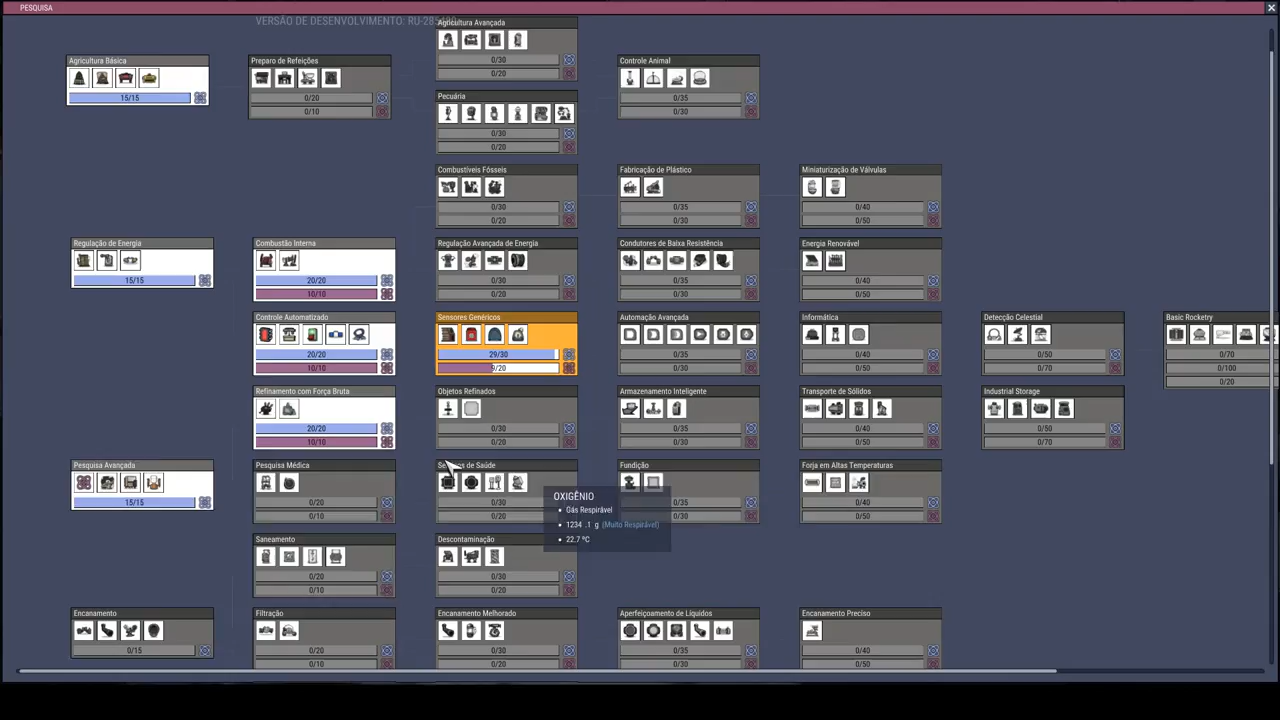 PESQUISA
VERSÃO DE DESENVOLVIMENTO: RU-285
Agricultura Avançada
0/30
0/20
Agricultura Básica
15/15
Preparo de Refeições
0/20
0/10
Controle Animal
0/35
0/30
Pecuária
0/30
0/20
Combustíveis Fósseis
0/30
0/20
Fabricação de Plástico
0/35
0/30
Miniaturização de Válvulas
0/40
0/50
Regulação de Energia
15/15
Combustão Interna
20/20
10/10
Regulação Avançada de Energia
0/30
0/20
Condutores de Baixa Resistência
0/35
0/30
Energia Renovável
0/40
0/50
Controle Automatizado
20/20
10/10
Sensores Genéricos
29/30
9/20
Automação Avançada
0/35
0/30
Informática
0/40
0/50
Detecção Celestial
0/50
0/70
Basic Rocketry
0/70
0/100
0/20
Refinamento com Força Bruta
20/20
10/10
Objetos Refinados
0/30
0/20
Armazenamento Inteligente
0/35
0/30
Transporte de Sólidos
0/40
0/50
Industrial Storage
0/50
0/70
Pesquisa Avançada
15/15
Pesquisa Médica
0/20
0/10
de Saúde
0/30
0/20
Fundição
0/35
0/30
Forja em Altas Temperaturas
0/40
0/50
OXIGÊNIO
Gás Respirável
1234 .1 g (Muito Respirável)
22.7 ºC
Saneamento
0/20
0/10
Descontaminação
0/30
0/20
Encanamento
0/15
Filtração
0/20
0/10
Encanamento Melhorado
0/30
0/20
Aperfeiçoamento de Líquidos
0/35
0/30
Encanamento Preciso
0/40
0/50